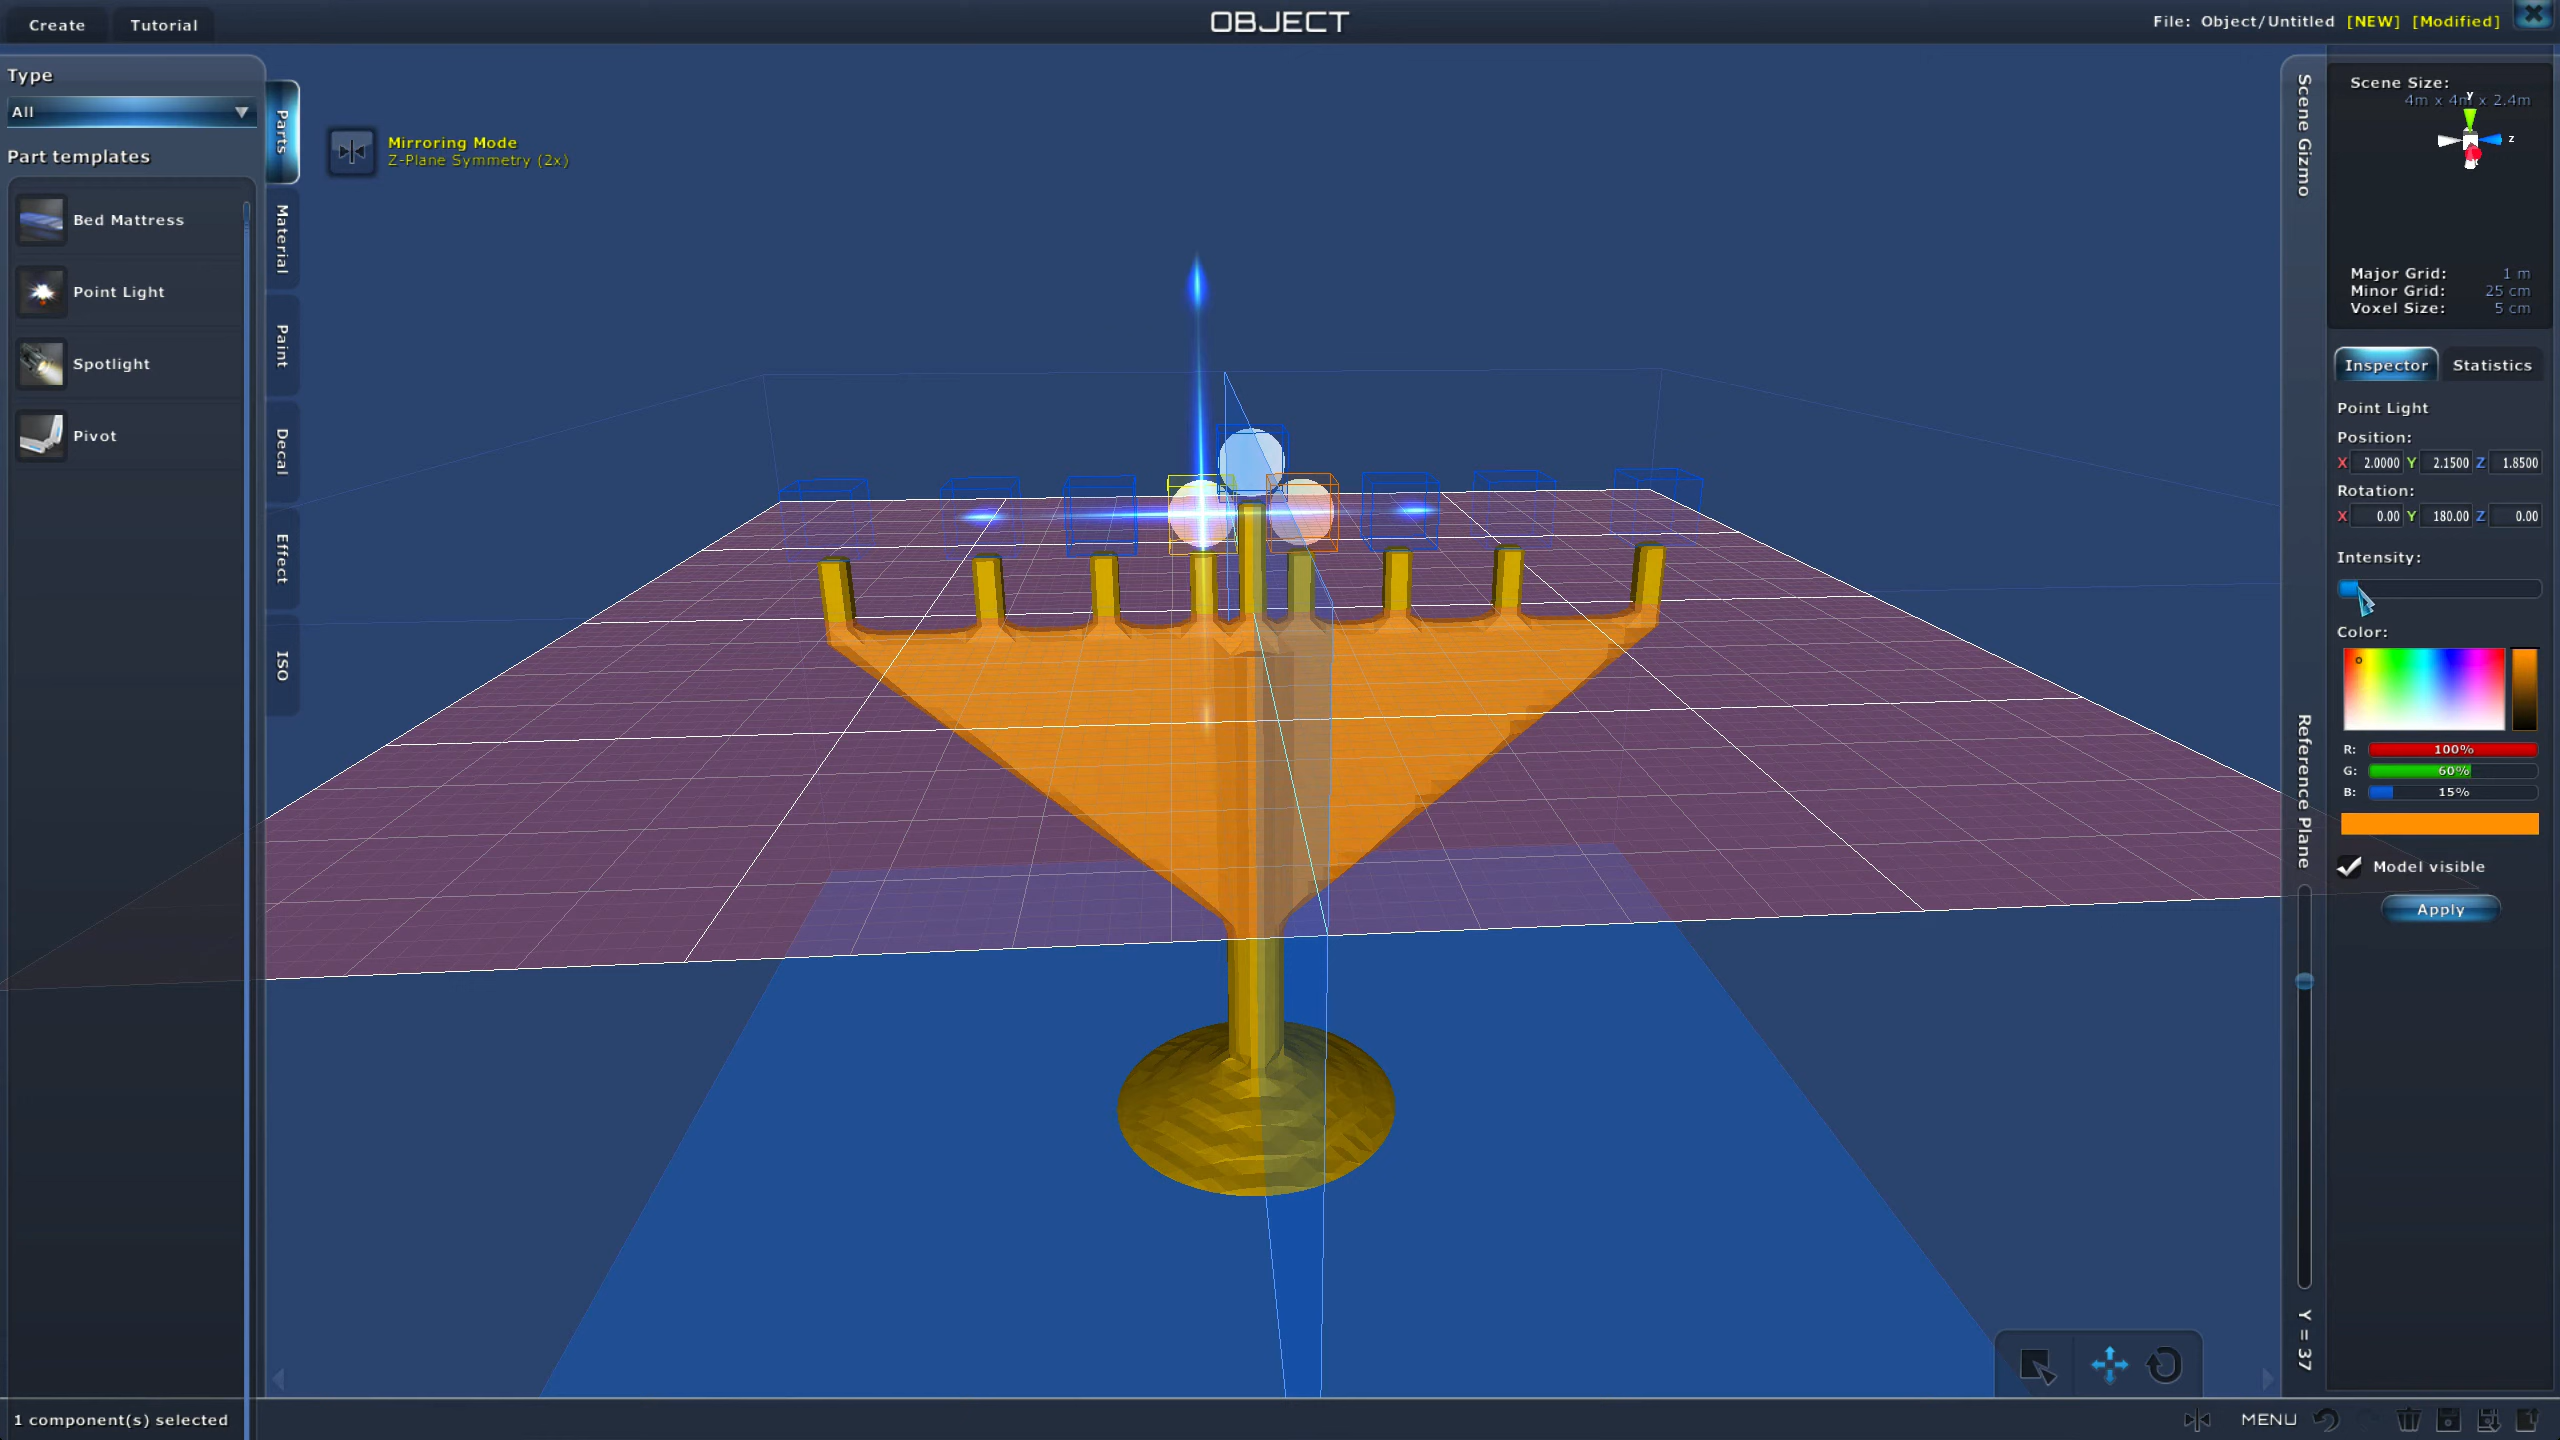 Create
Tutorial
OBJECT
File: Object/Untitled [NEW] [Modified]
Type
All
Part templates
Bed Mattress
Point Light
Spotlight
Pivot
Parts
Material
Paint
Decal
Effect
ISO
Mirroring Mode
Z-Plane Symmetry (2x)
Scene Gizmo
Scene Size:
4m x 4m x 2.4m
Y
Z
Major Grid: 1 m
Minor Grid: 25 cm
Voxel Size: 5 cm
Inspector
Statistics
Point Light
Position:
X 2.0000 Y 2.1500 Z 1.8500
Rotation:
X 0.00 Y 180.00 Z 0.00
Intensity:
Color:
R: 100%
G: 60%
B: 15%
Model visible
Apply
Reference Plane
Y = 37
1 component(s) selected
MENU